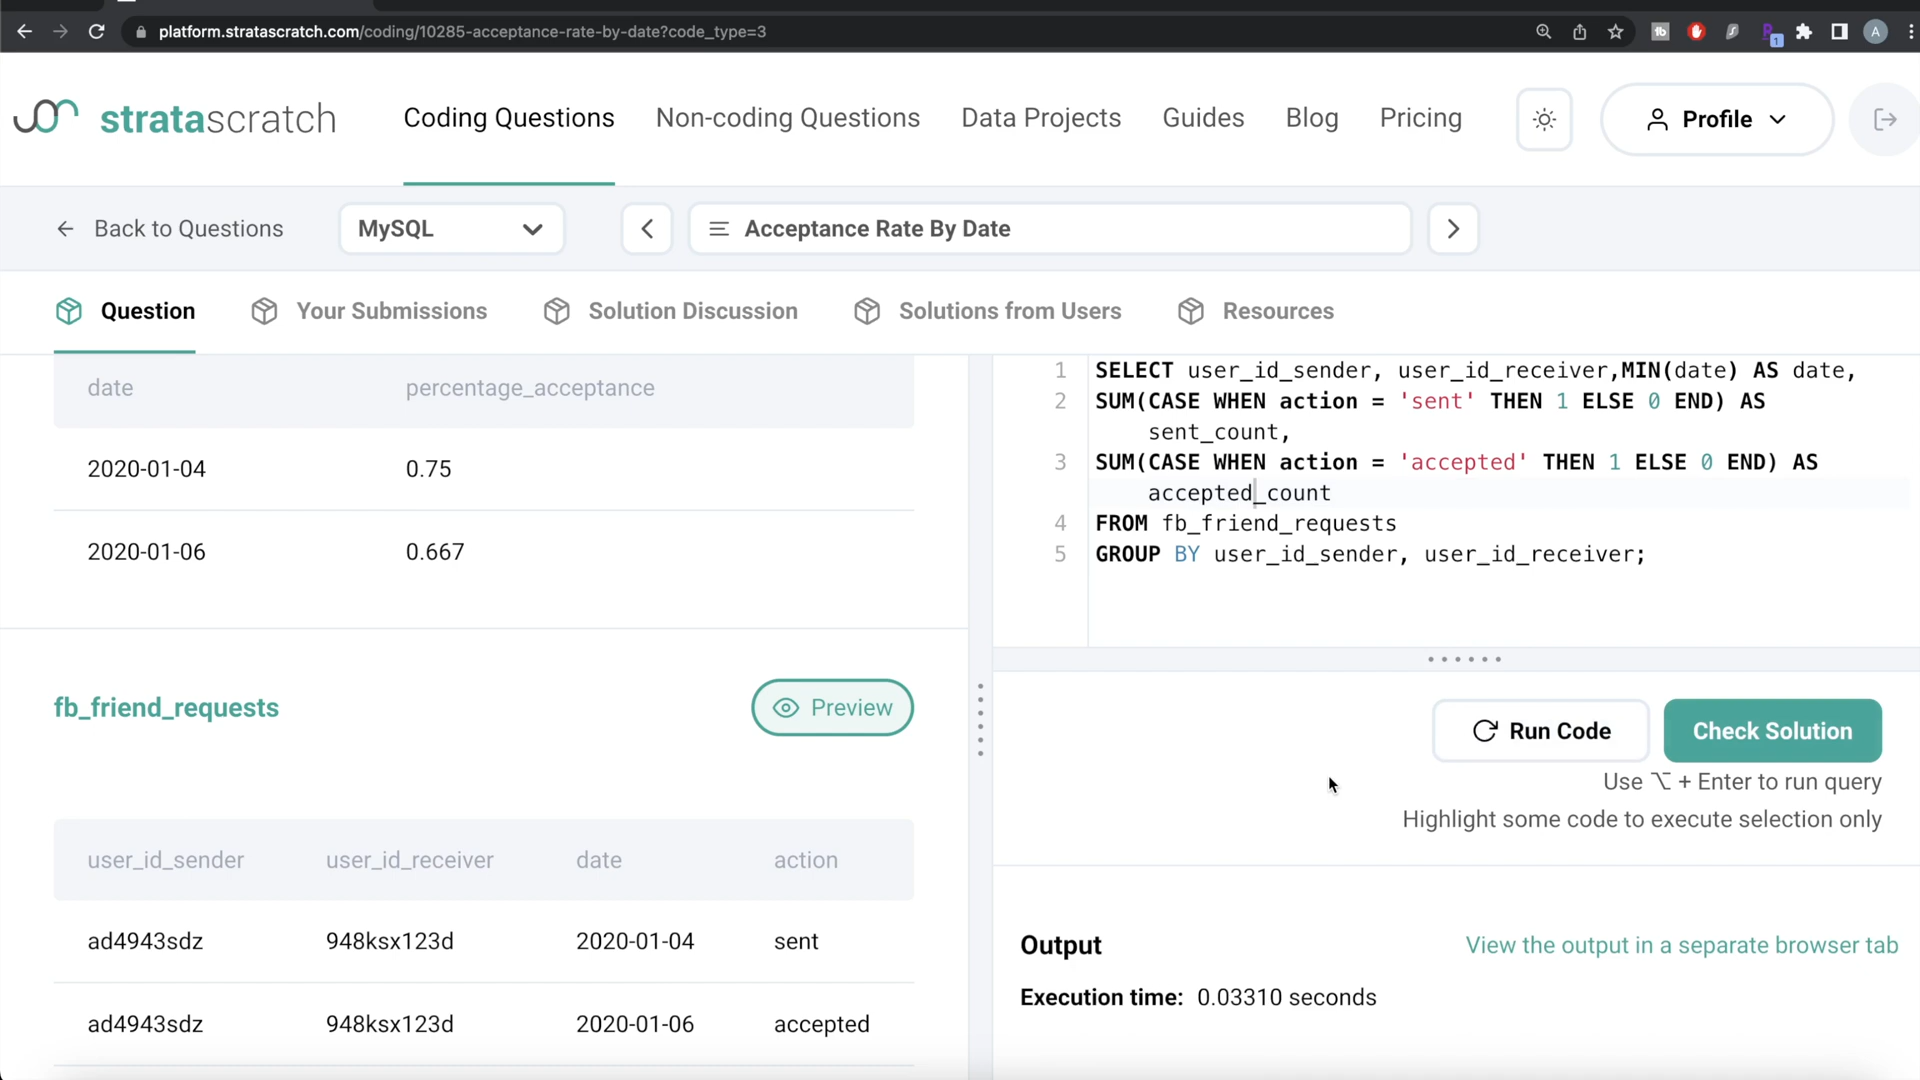 platform.stratascratch.com/coding/10285-acceptance-rate-by-date?code_type=3
1
A
stratascratch
Coding Questions
Non-coding Questions
Data Projects
Guides
Blog
Pricing
Profile
Back to Questions
MySQL
Acceptance Rate By Date
Question
Your Submissions
Solution Discussion
Solutions from Users
Resources
date percentage_acceptance
2020-01-04 0.75
2020-01-06 0.667
fb_friend_requests
Preview
user_id_sender user_id_receiver date action
ad4943sdz 948ksx123d 2020-01-04 sent
ad4943sdz 948ksx123d 2020-01-06 accepted
1 SELECT user_id_sender, user_id_receiver,MIN(date) AS date,
2 SUM(CASE WHEN action = 'sent' THEN 1 ELSE 0 END) AS
sent_count,
3 SUM(CASE WHEN action = 'accepted' THEN 1 ELSE 0 END) AS
accepted_count
4 FROM fb_friend_requests
5 GROUP BY user_id_sender, user_id_receiver;
Run Code
Check Solution
Use ⌥ + Enter to run query
Highlight some code to execute selection only
Output
View the output in a separate browser tab
Execution time: 0.03310 seconds